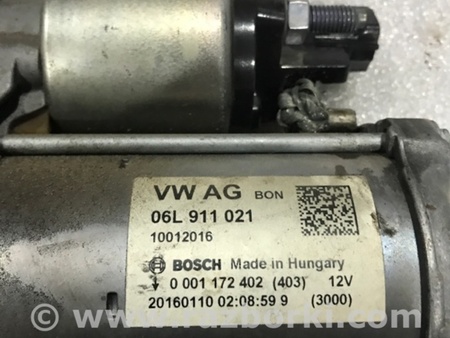 VW AG BON
06L 911 021
10012016
BOSCH Made in Hungary
0 001 172 402 (403) 12V
20160110 02:08:59 9 (3000)
www.razborki.com